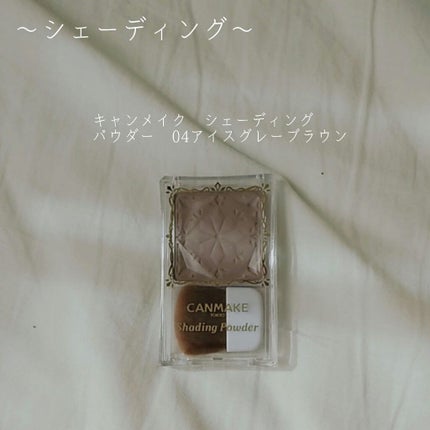 ～シェーディング～
キャンメイク　シェーディング
パウダー　04アイスグレーブラウン
CANMAKE
TOKYO
Shading Powder